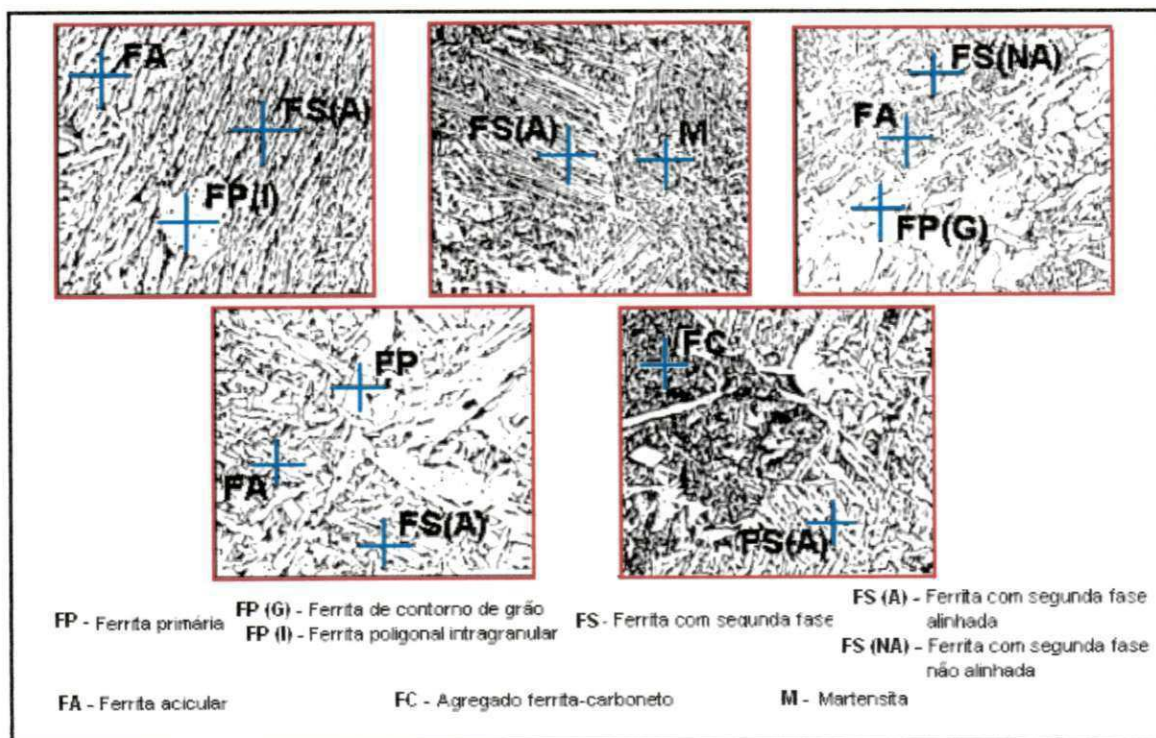 FA
FS(A)
FP(I)
FS(A)
M
FS(NA)
FA
FP(G)
FP
FA
FS(A)
FC
FS(A)
FP - Ferrita primária
FP (G) - Ferrita de contorno de grão
FP (I) - Ferrita poligonal intragranular
FS - Ferrita com segunda fase
FS (A) - Ferrita com segunda fase
alinhada
FS (NA) - Ferrita com segunda fase
não alinhada
FA - Ferrita acicular
FC - Agregado ferrita-carboneto
M - Martensita